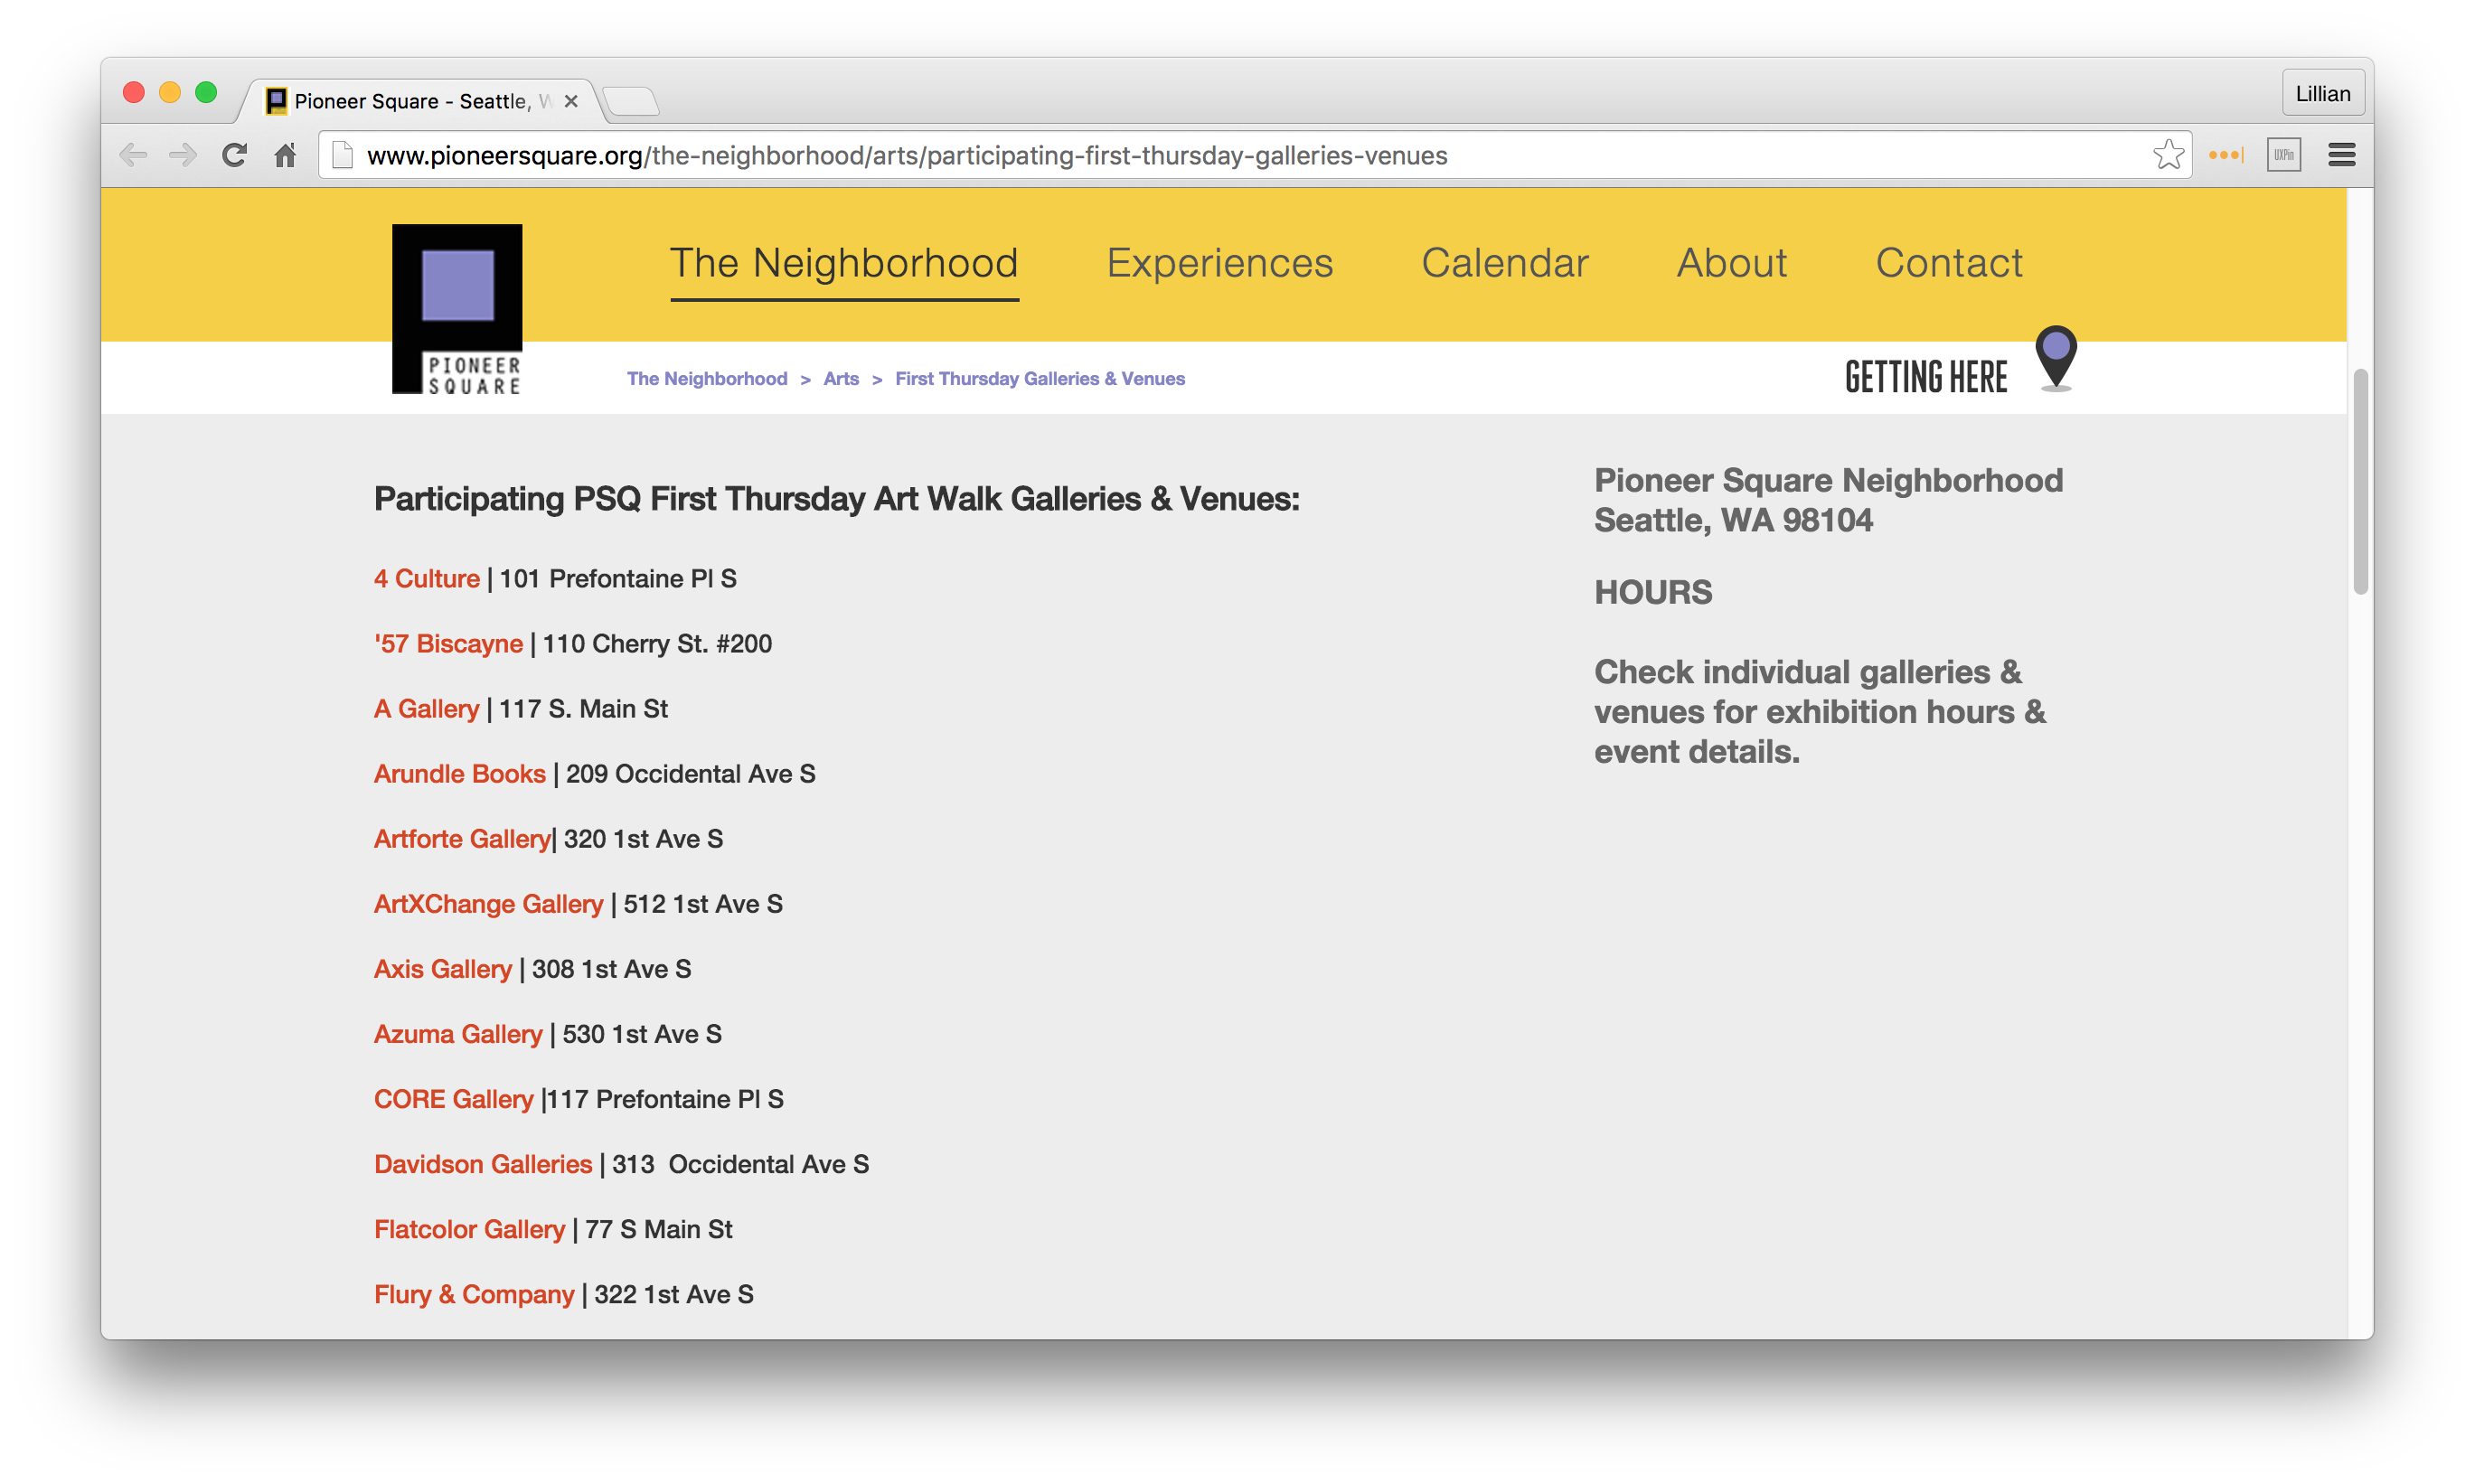 Pioneer Square - Seattle, W
Lillian
www.pioneersquare.org/the-neighborhood/arts/participating-first-thursday-galleries-venues
UXPin
The Neighborhood Experiences Calendar About Contact
PIONEER
SQUARE
The Neighborhood > Arts > First Thursday Galleries & Venues
GETTING HERE
Participating PSQ First Thursday Art Walk Galleries & Venues:
4 Culture | 101 Prefontaine Pl S
'57 Biscayne | 110 Cherry St. #200
A Gallery | 117 S. Main St
Arundle Books | 209 Occidental Ave S
Artforte Gallery| 320 1st Ave S
ArtXChange Gallery | 512 1st Ave S
Axis Gallery | 308 1st Ave S
Azuma Gallery | 530 1st Ave S
CORE Gallery |117 Prefontaine Pl S
Davidson Galleries | 313  Occidental Ave S
Flatcolor Gallery | 77 S Main St
Flury & Company | 322 1st Ave S
Pioneer Square Neighborhood
Seattle, WA 98104
HOURS
Check individual galleries &
venues for exhibition hours &
event details.